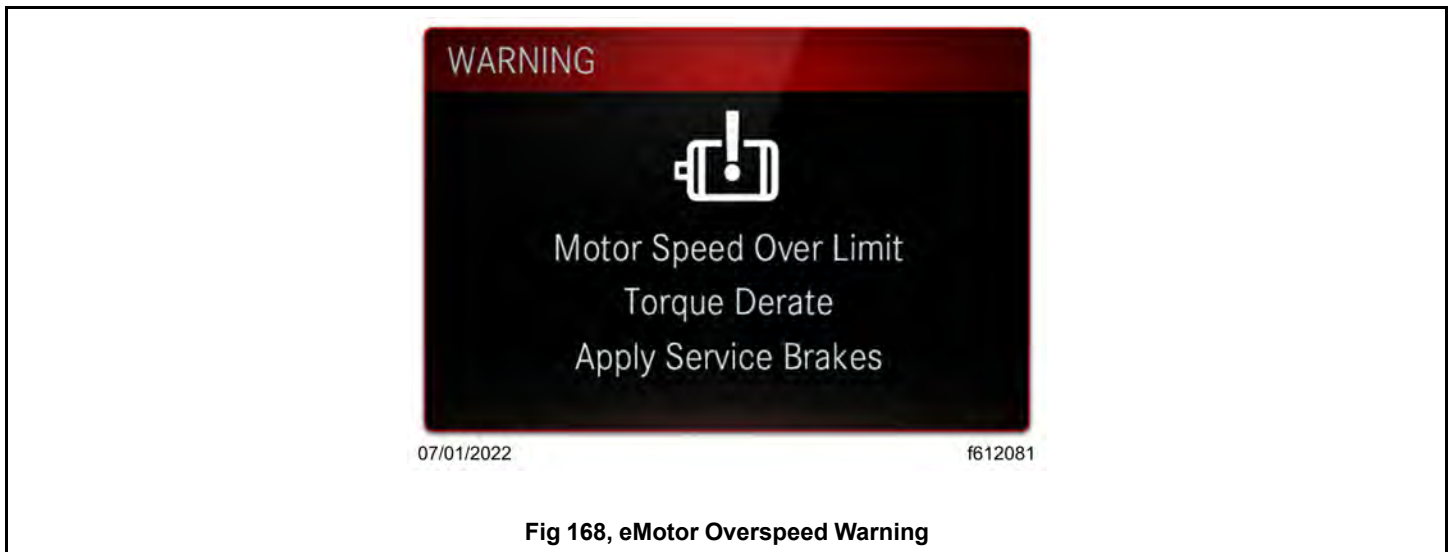 WARNING
Motor Speed Over Limit
Torque Derate
Apply Service Brakes
07/01/2022 f612081
Fig 168, eMotor Overspeed Warning